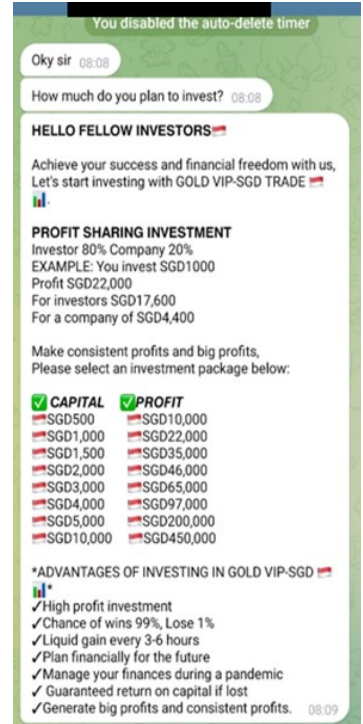 You disabled the auto-delete timer
Oky sir 08:08
How much do you plan to invest? 08:08
HELLO FELLOW INVESTORS🇸🇬
Achieve your success and financial freedom with us,
Let's start investing with GOLD VIP-SGD TRADE 🇸🇬
📊.
PROFIT SHARING INVESTMENT
Investor 80% Company 20%
EXAMPLE: You invest SGD1000
Profit SGD22,000
For investors SGD17,600
For a company of SGD4,400
Make consistent profits and big profits,
Please select an investment package below:
✅ CAPITAL ✅PROFIT
🇸🇬SGD500 🇸🇬SGD10,000
🇸🇬SGD1,000 🇸🇬SGD22,000
🇸🇬SGD1,500 🇸🇬SGD35,000
🇸🇬SGD2,000 🇸🇬SGD46,000
🇸🇬SGD3,000 🇸🇬SGD65,000
🇸🇬SGD4,000 🇸🇬SGD97,000
🇸🇬SGD5,000 🇸🇬SGD200,000
🇸🇬SGD10,000 🇸🇬SGD450,000
*ADVANTAGES OF INVESTING IN GOLD VIP-SGD 🇸🇬
📊*
✓High profit investment
✓Chance of wins 99%, Lose 1%
✓Liquid gain every 3-6 hours
✓Plan financially for the future
✓Manage your finances during a pandemic
✓ Guaranteed return on capital if lost
✓Generate big profits and consistent profits. 08:09